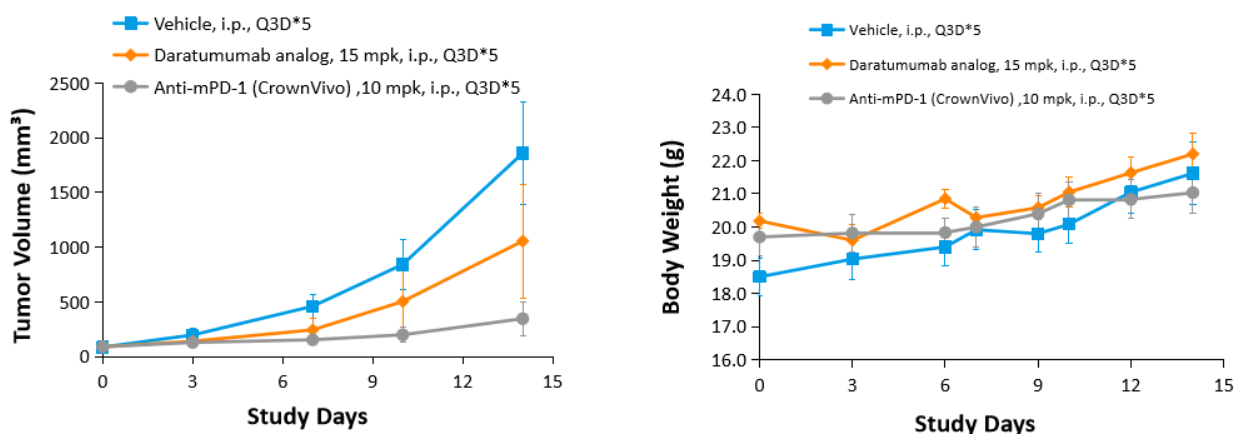 Vehicle, i.p., Q3D*5
Daratumumab analog, 15 mpk, i.p., Q3D*5
Anti-mPD-1 (CrownVivo) ,10 mpk, i.p., Q3D*5
Tumor Volume (mm³)
2500
2000
1500
1000
500
0
0 3 6 9 12 15
Study Days
Vehicle, i.p., Q3D*5
Daratumumab analog, 15 mpk, i.p., Q3D*5
Anti-mPD-1 (CrownVivo) ,10 mpk, i.p., Q3D*5
Body Weight (g)
24.0
23.0
22.0
21.0
20.0
19.0
18.0
17.0
16.0
0 3 6 9 12 15
Study Days